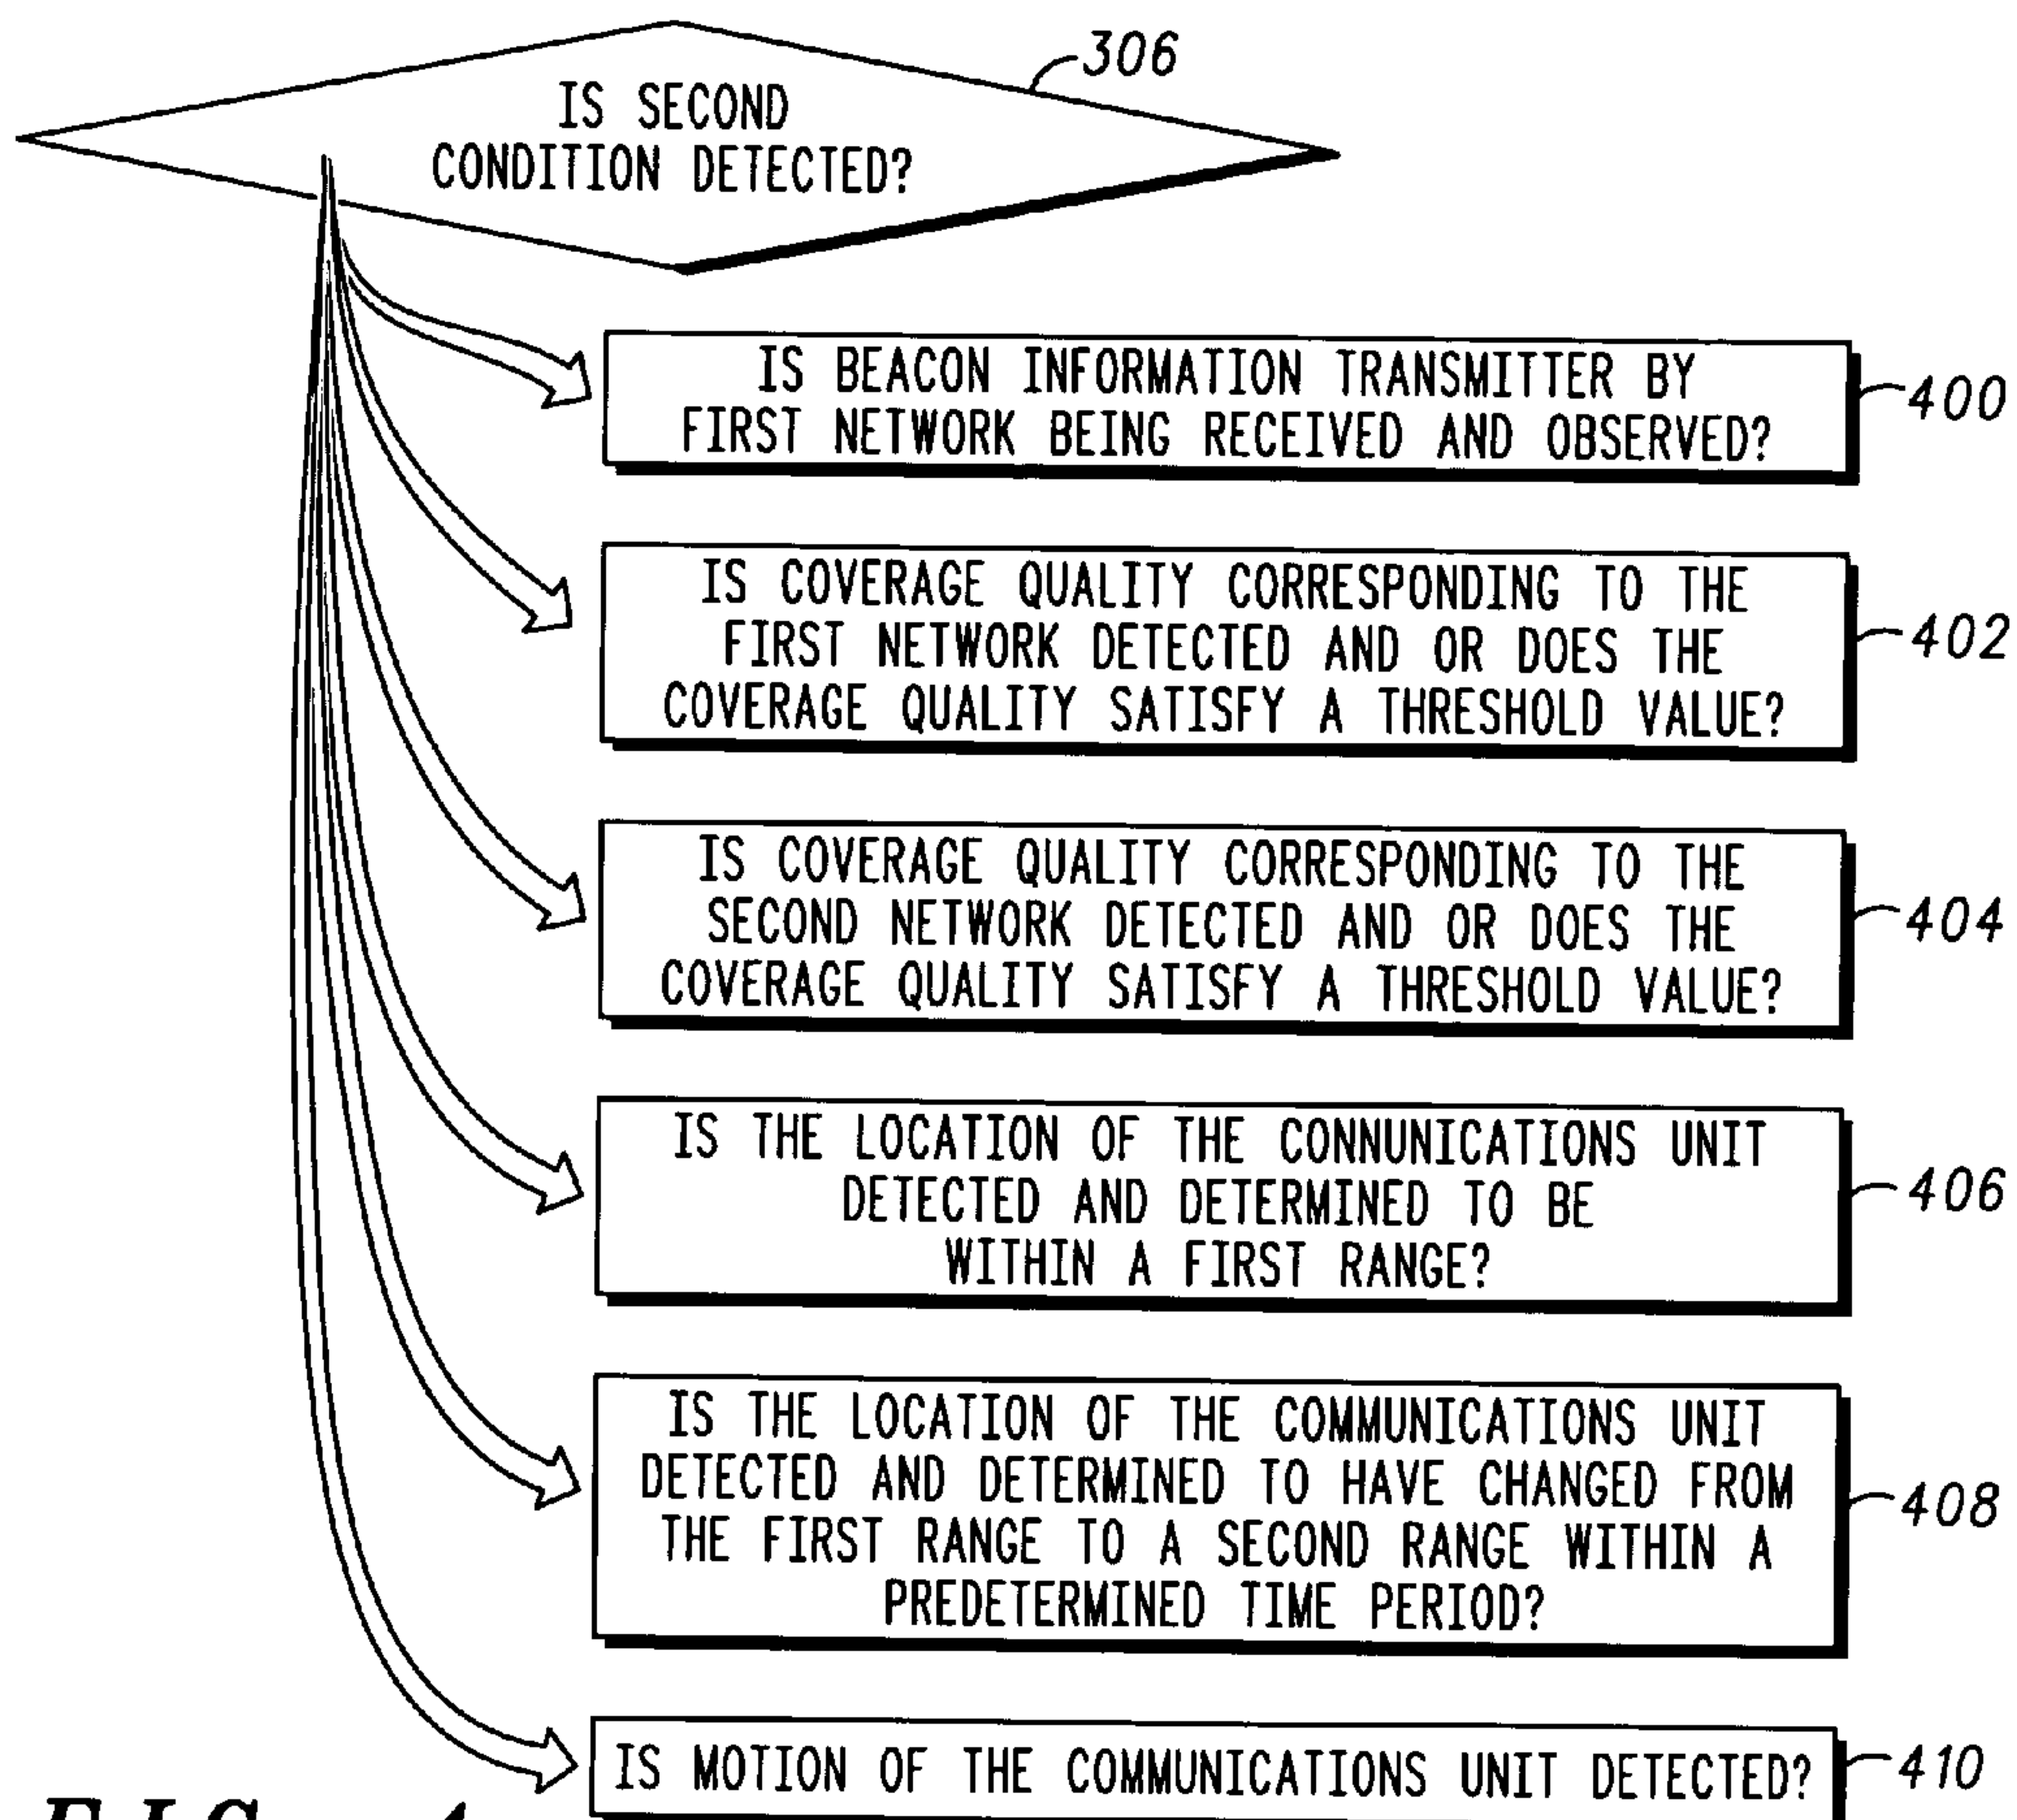 306
IS SECOND
CONDITION DETECTED?
IS BEACON INFORMATION TRANSMITTER BY
FIRST NETWORK BEING RECEIVED AND OBSERVED?
400
IS COVERAGE QUALITY CORRESPONDING TO THE
FIRST NETWORK DETECTED AND OR DOES THE
COVERAGE QUALITY SATISFY A THRESHOLD VALUE?
402
IS COVERAGE QUALITY CORRESPONDING TO THE
SECOND NETWORK DETECTED AND OR DOES THE
COVERAGE QUALITY SATISFY A THRESHOLD VALUE?
404
IS THE LOCATION OF THE CONNUNICATIONS UNIT
DETECTED AND DETERMINED TO BE
WITHIN A FIRST RANGE?
406
IS THE LOCATION OF THE COMMUNICATIONS UNIT
DETECTED AND DETERMINED TO HAVE CHANGED FROM
THE FIRST RANGE TO A SECOND RANGE WITHIN A
PREDETERMINED TIME PERIOD?
408
IS MOTION OF THE COMMUNICATIONS UNIT DETECTED?
410